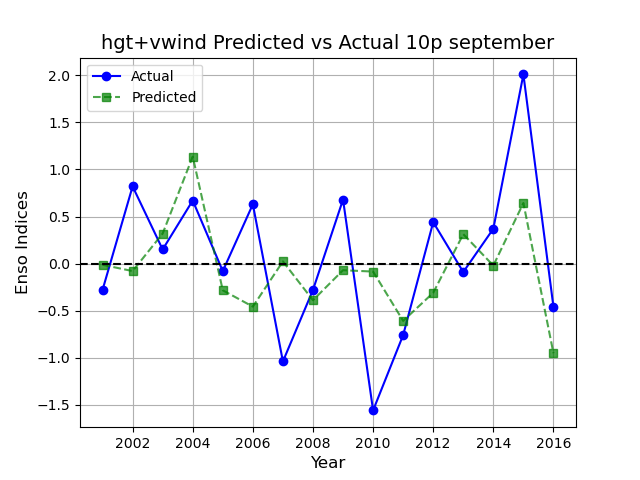 hgt+vwind Predicted vs Actual 10p september
Actual
Predicted
2.0
1.5
1.0
0.5
0.0
−0.5
−1.0
−1.5
Enso Indices
2002 2004 2006 2008 2010 2012 2014 2016
Year